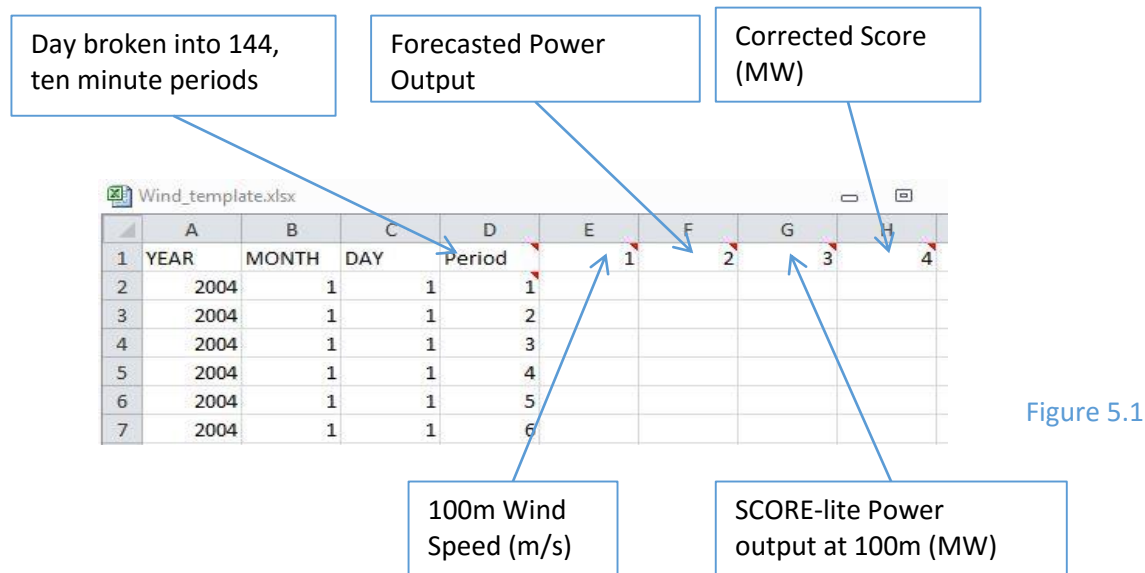 Day broken into 144,
ten minute periods
Forecasted Power
Output
Corrected Score
(MW)
Wind_template.xlsx
A B C D E F G H
1 YEAR MONTH DAY Period 1 2 3 4
2 2004 1 1 1
3 2004 1 1 2
4 2004 1 1 3
5 2004 1 1 4
6 2004 1 1 5
7 2004 1 1 6
Figure 5.1
100m Wind
Speed (m/s)
SCORE-lite Power
output at 100m (MW)